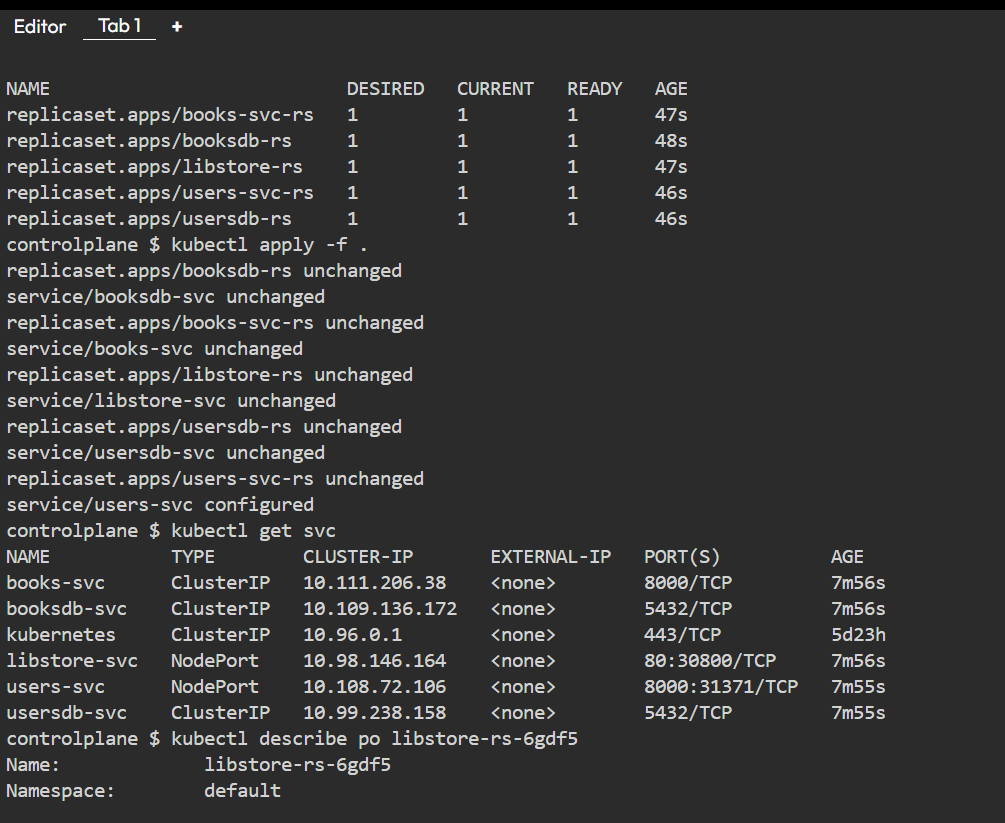 Editor Tab 1 +
NAME DESIRED CURRENT READY AGE
replicaset.apps/books-svc-rs 1 1 1 47s
replicaset.apps/booksdb-rs 1 1 1 48s
replicaset.apps/libstore-rs 1 1 1 47s
replicaset.apps/users-svc-rs 1 1 1 46s
replicaset.apps/usersdb-rs 1 1 1 46s
controlplane $ kubectl apply -f .
replicaset.apps/booksdb-rs unchanged
service/booksdb-svc unchanged
replicaset.apps/books-svc-rs unchanged
service/books-svc unchanged
replicaset.apps/libstore-rs unchanged
service/libstore-svc unchanged
replicaset.apps/usersdb-rs unchanged
service/usersdb-svc unchanged
replicaset.apps/users-svc-rs unchanged
service/users-svc configured
controlplane $ kubectl get svc
NAME TYPE CLUSTER-IP EXTERNAL-IP PORT(S) AGE
books-svc ClusterIP 10.111.206.38 <none> 8000/TCP 7m56s
booksdb-svc ClusterIP 10.109.136.172 <none> 5432/TCP 7m56s
kubernetes ClusterIP 10.96.0.1 <none> 443/TCP 5d23h
libstore-svc NodePort 10.98.146.164 <none> 80:30800/TCP 7m56s
users-svc NodePort 10.108.72.106 <none> 8000:31371/TCP 7m55s
usersdb-svc ClusterIP 10.99.238.158 <none> 5432/TCP 7m55s
controlplane $ kubectl describe po libstore-rs-6gdf5
Name: libstore-rs-6gdf5
Namespace: default